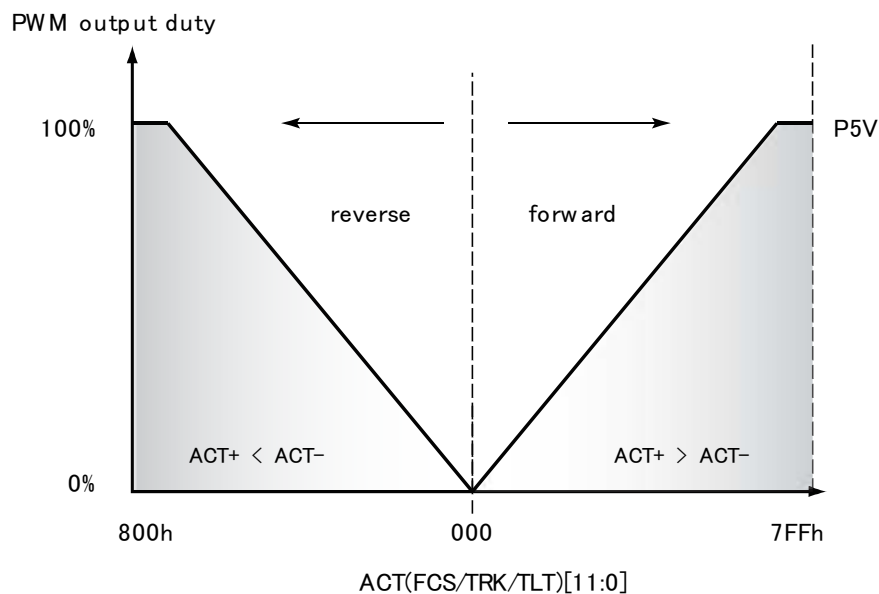 PWM output duty
100%
P5V
reverse
forward
ACT+ < ACT-
ACT+ > ACT-
0%
800h
000
7FFh
ACT(FCS/TRK/TLT)[11:0]